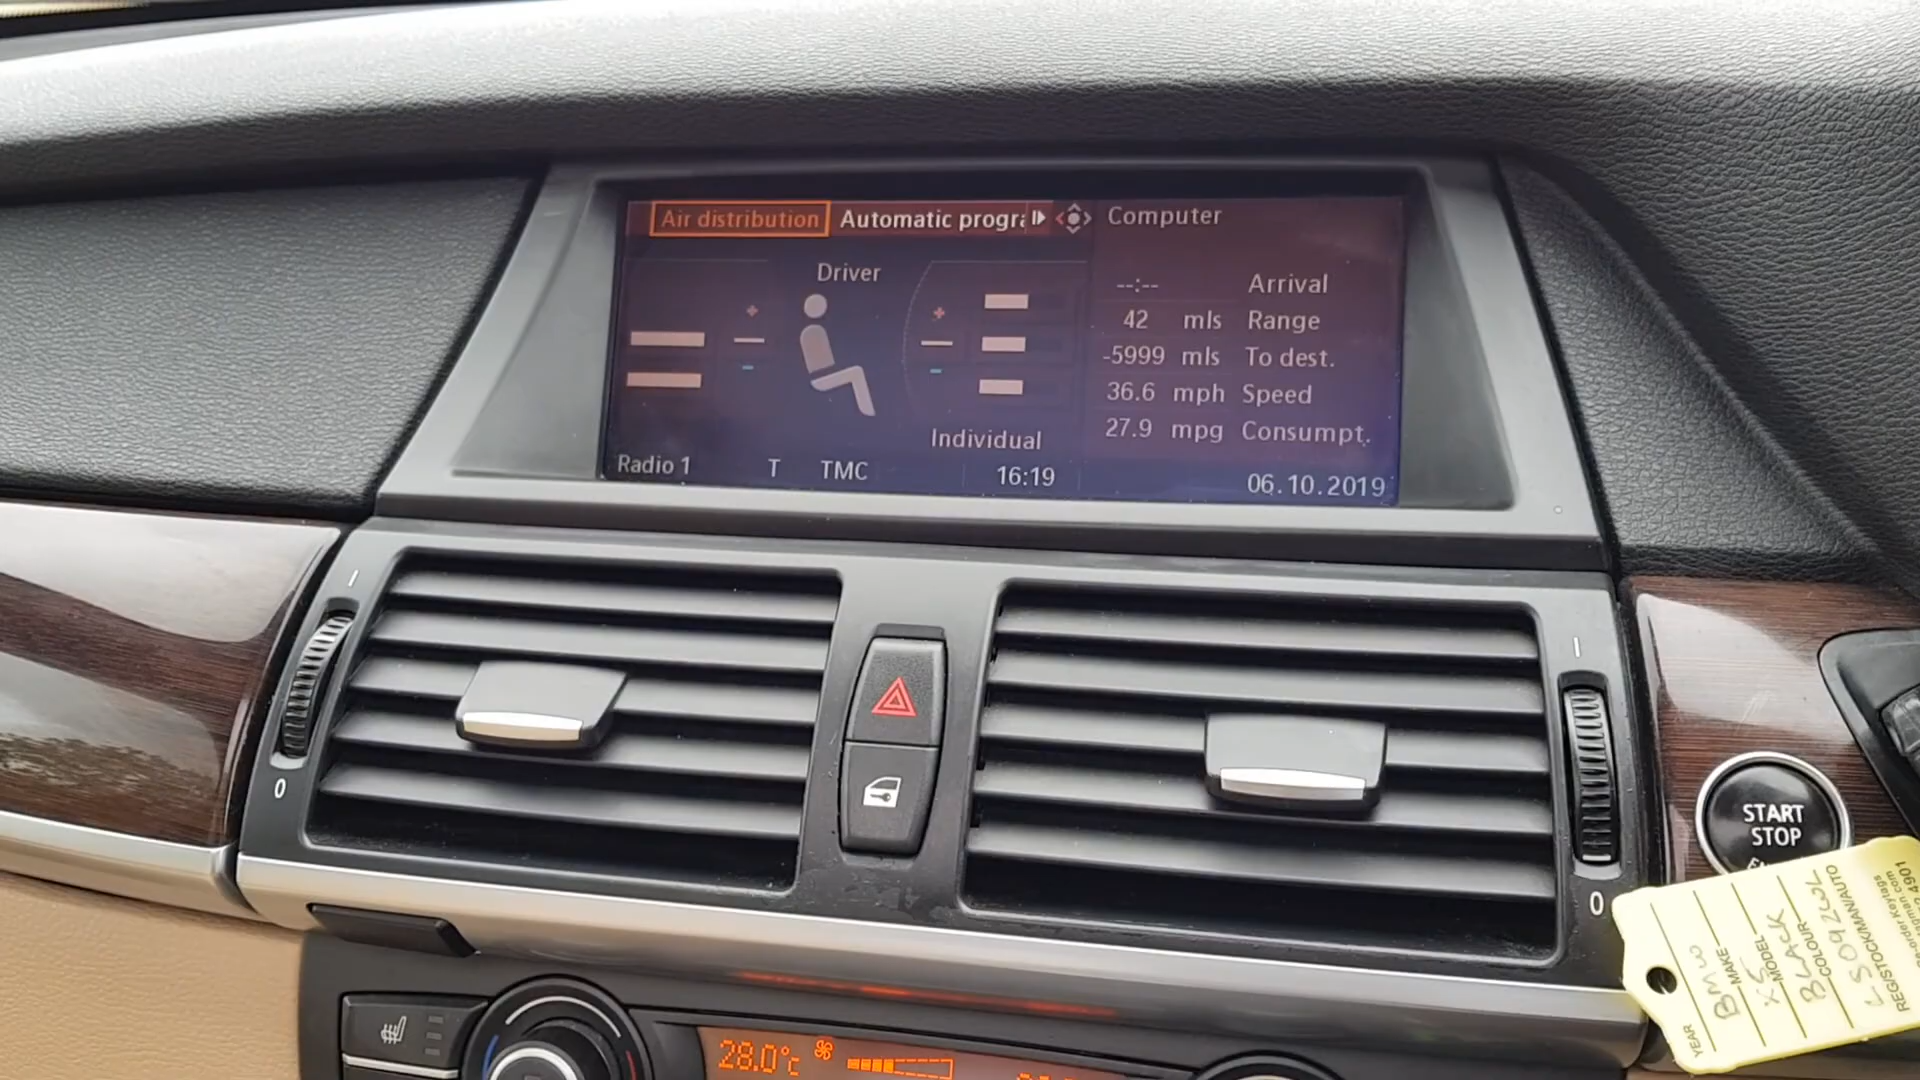 Air distribution Automatic progra Computer
Driver
--:-- Arrival
42 mls Range
-5999 mls To dest.
36.6 mph Speed
27.9 mpg Consumpt.
Individual
Radio 1 T TMC 16:19 06.10.2019
0
0
START
STOP
28.0°c
YEAR
BMW
MAKE
X5
MODEL
BLACK
COLOUR
REG/STOCK/MAN/AUTO